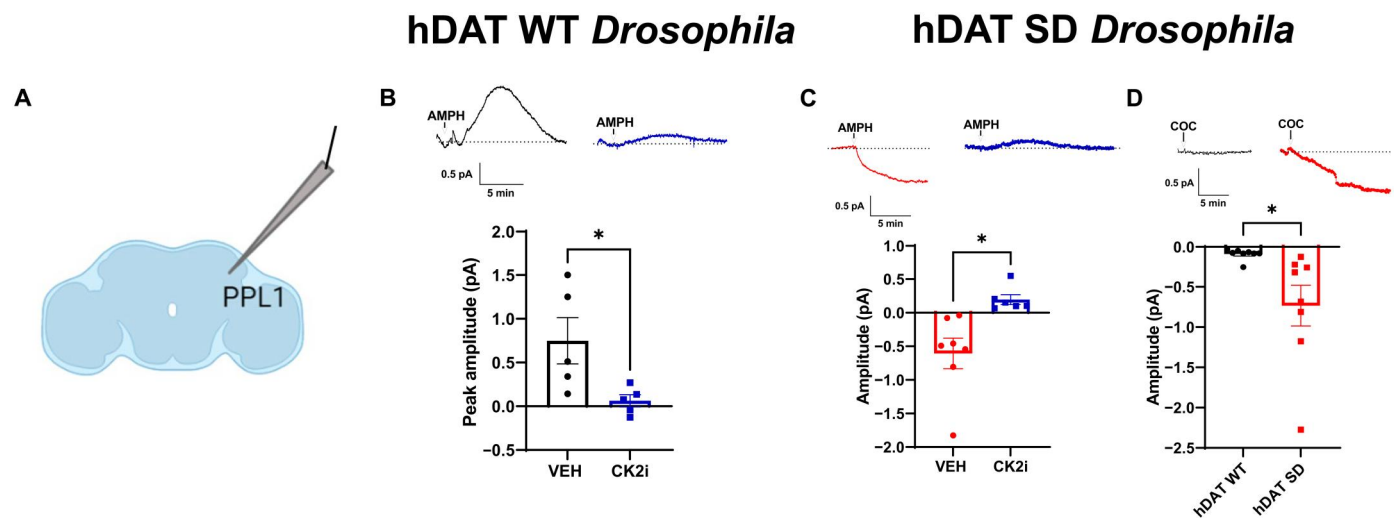 hDAT WT Drosophila
hDAT SD Drosophila
A
PPL1
B
AMPH
AMPH
0.5 pA
5 min
Peak amplitude (pA)
2.0
1.5
1.0
0.5
0.0
−0.5
*
VEH
CK2i
C
AMPH
AMPH
0.5 pA
5 min
Amplitude (pA)
1.0
0.5
0.0
−0.5
−1.0
−1.5
−2.0
*
VEH
CK2i
D
COC
COC
0.5 pA
5 min
Amplitude (pA)
0.0
−0.5
−1.0
−1.5
−2.0
−2.5
*
hDAT WT
hDAT SD